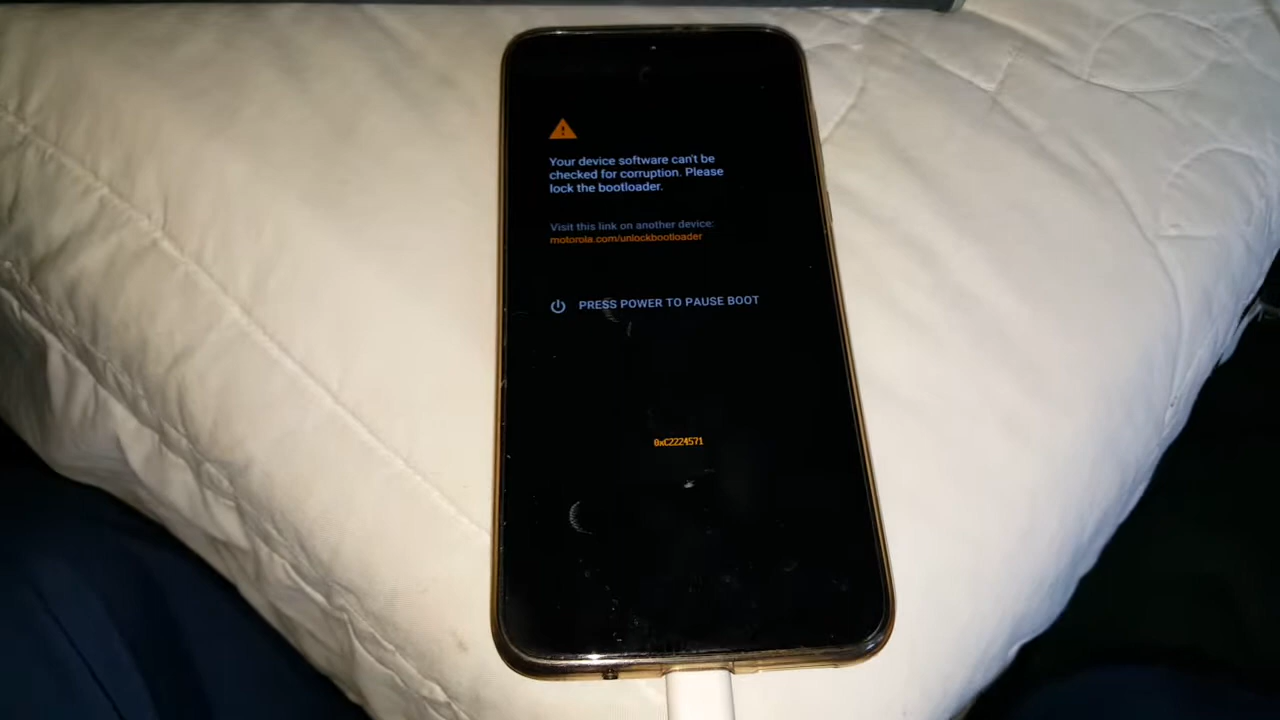 Your device software can't be
checked for corruption. Please
lock the bootloader.
Visit this link on another device:
motorola.com/unlockbootloader
PRESS POWER TO PAUSE BOOT
0xC2224571